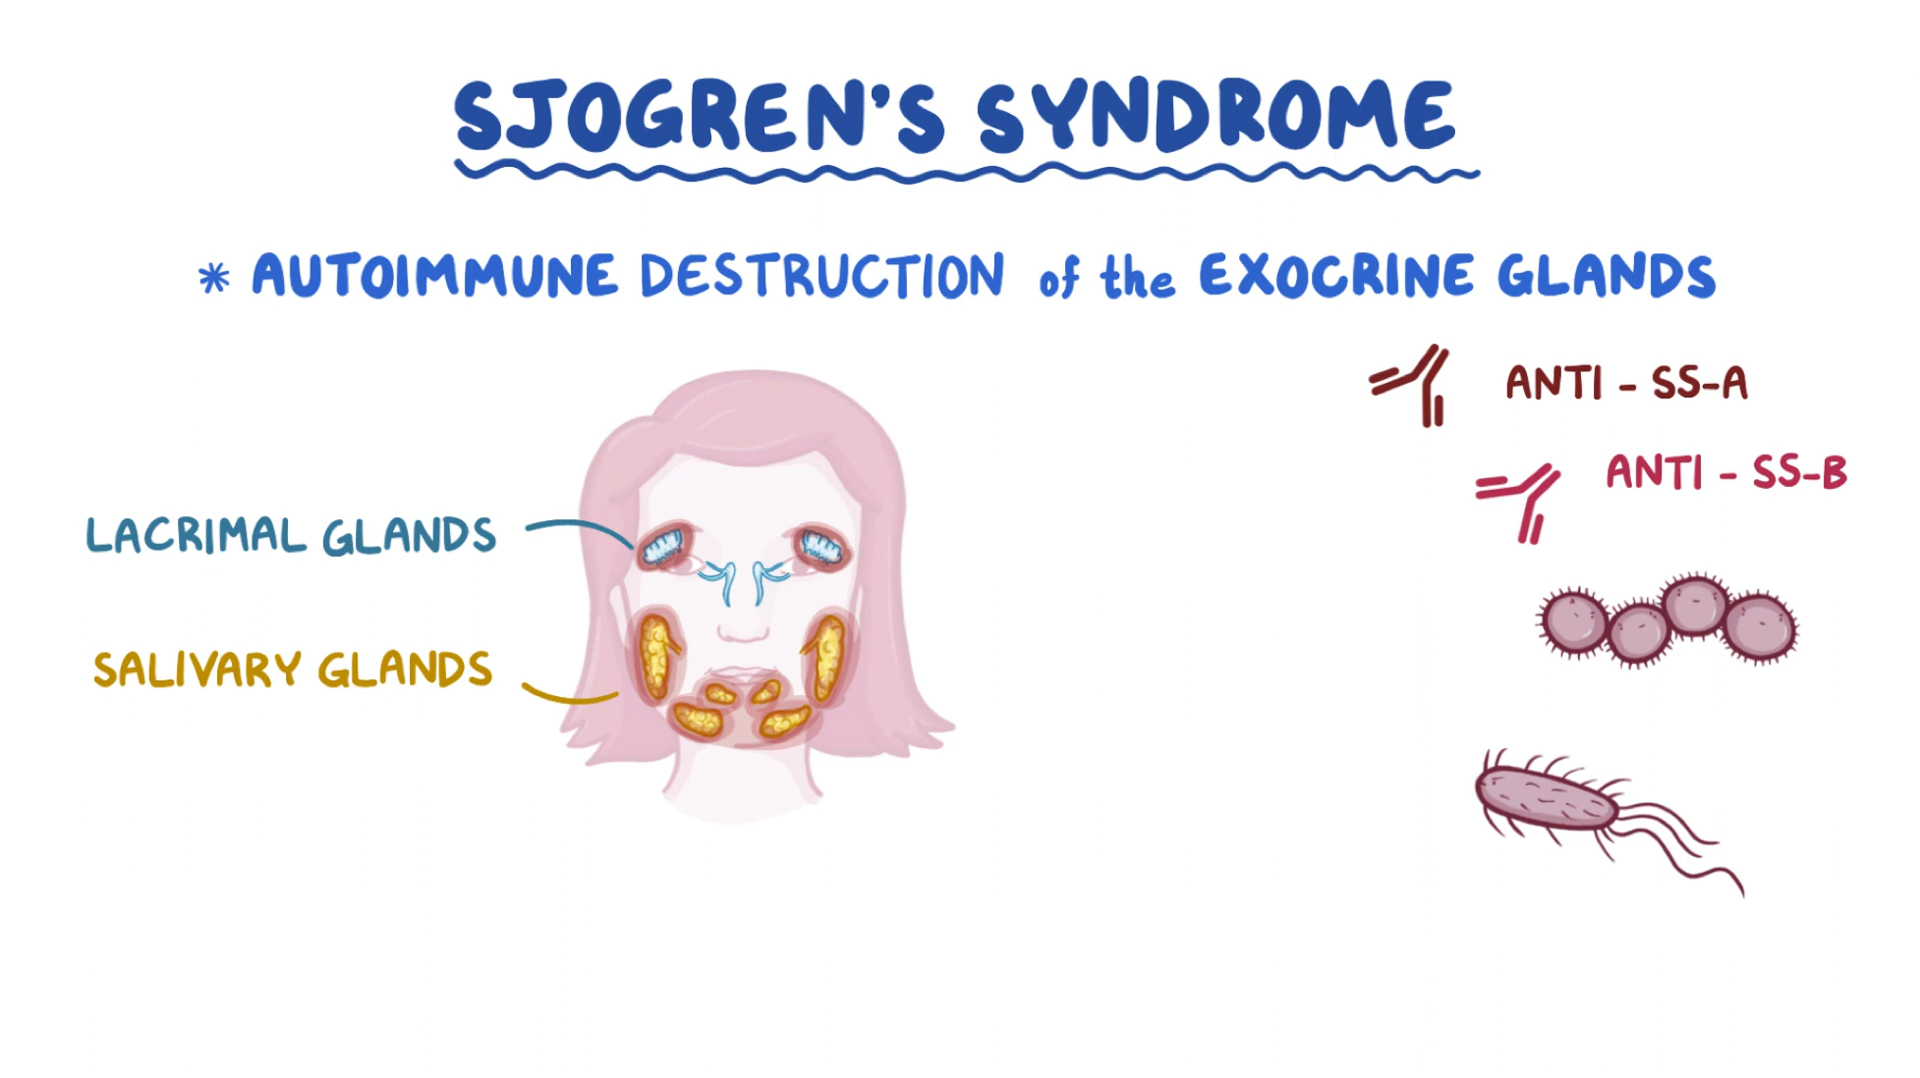 SJOGREN'S SYNDROME
* AUTOIMMUNE DESTRUCTION of the EXOCRINE GLANDS
ANTI - SS-A
ANTI - SS-B
LACRIMAL GLANDS
SALIVARY GLANDS